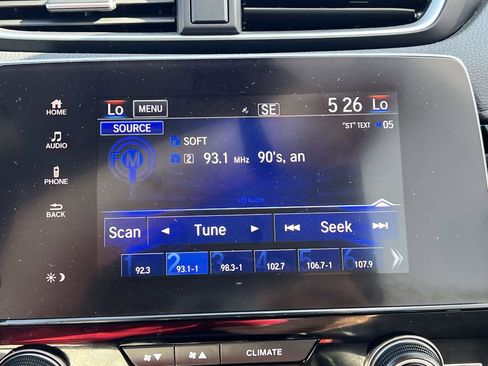 Lo MENU SE 5 26 Lo
HOME
SOURCE
"ST" TEXT 05
SOFT
AUDIO
FM
2 93.1 MHz 90's, an
PHONE
Radio
BACK
Scan Tune Seek
1 92.3 2 93.1-1 3 98.3-1 4 102.7 5 106.7-1 6 107.9
CLIMATE